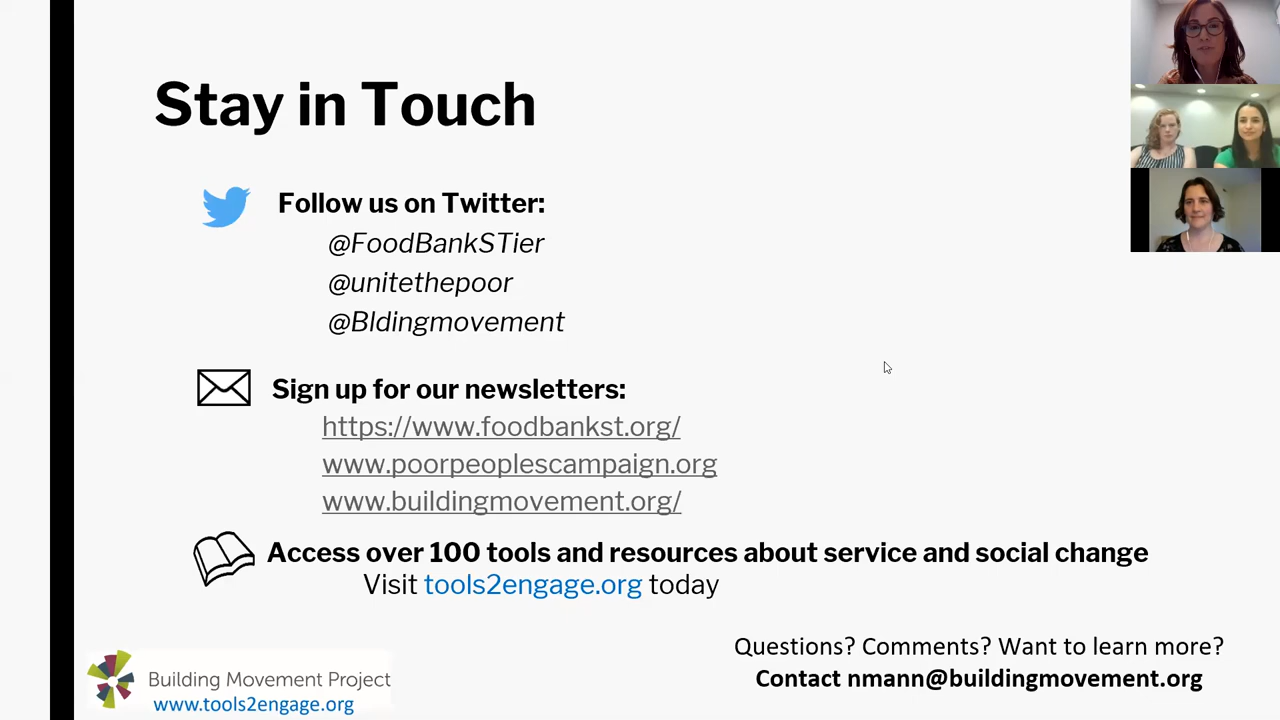 Stay in Touch
Follow us on Twitter:
@FoodBankSTier
@unitethepoor
@Bldingmovement
Sign up for our newsletters:
https://www.foodbankst.org/
www.poorpeoplescampaign.org
www.buildingmovement.org/
Access over 100 tools and resources about service and social change
Visit tools2engage.org today
Questions? Comments? Want to learn more?
Contact nmann@buildingmovement.org
Building Movement Project
www.tools2engage.org